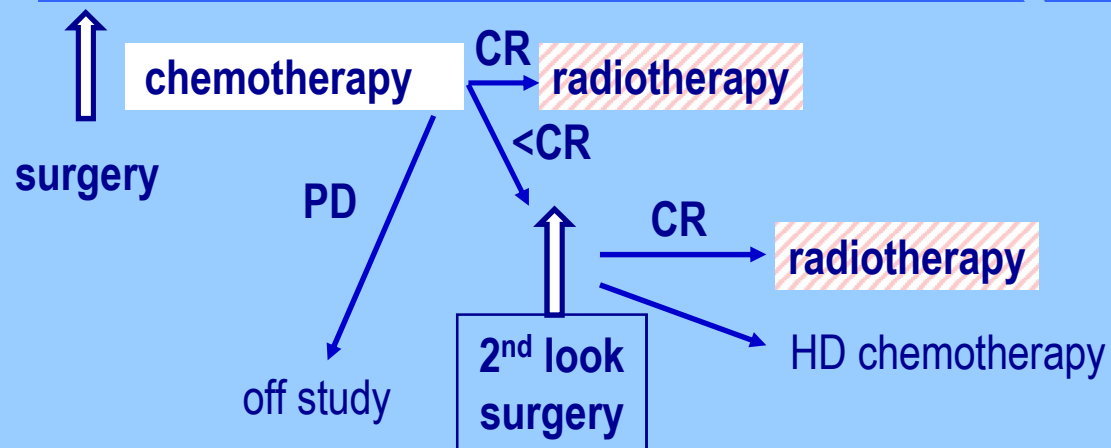 CR
chemotherapy
radiotherapy
<CR
surgery
PD
CR
radiotherapy
2nd look
surgery
HD chemotherapy
off study